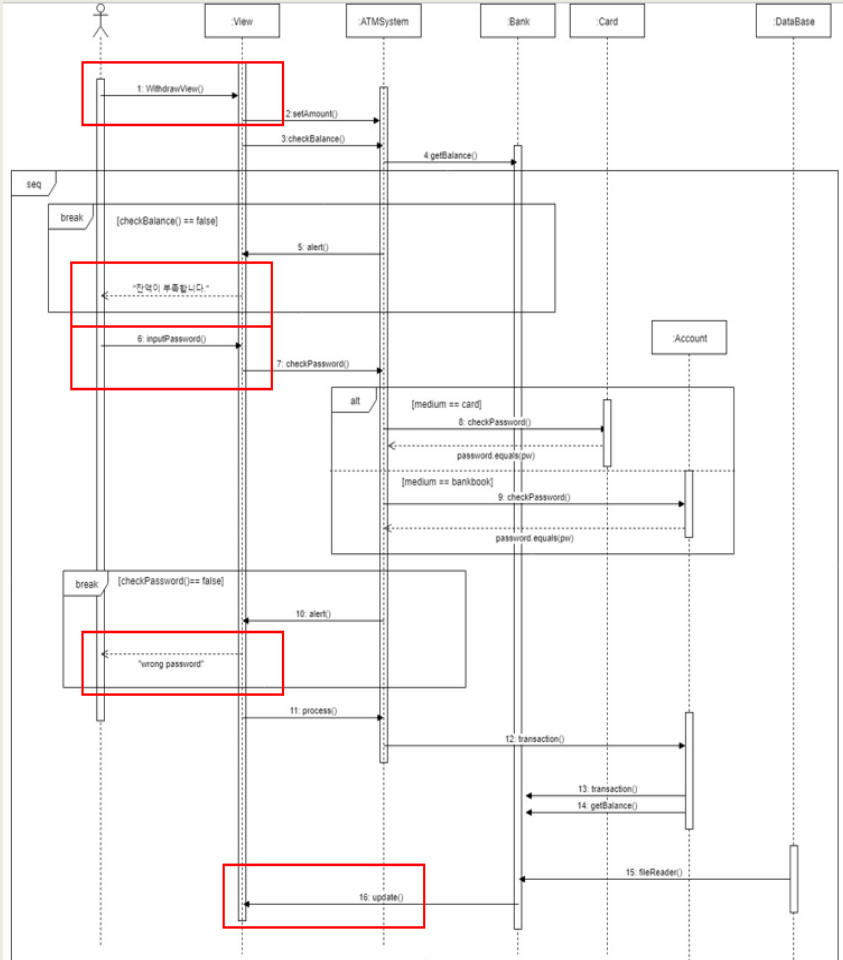 :View
:ATMSystem
:Bank
:Card
:DataBase
1: WithdrawView()
2:setAmount()
3:checkBalance()
4:getBalance()
seq
break
[checkBalance() == false]
5: alert()
"잔액이 부족합니다."
6: inputPassword()
:Account
7: checkPassword()
alt
[medium == card]
8: checkPassword()
password.equals(pw)
[medium == bankbook]
9: checkPassword()
password.equals(pw)
break
[checkPassword()== false]
10: alert()
"wrong password"
11: process()
12: transaction()
13: transaction()
14: getBalance()
15: fileReader()
16: update()